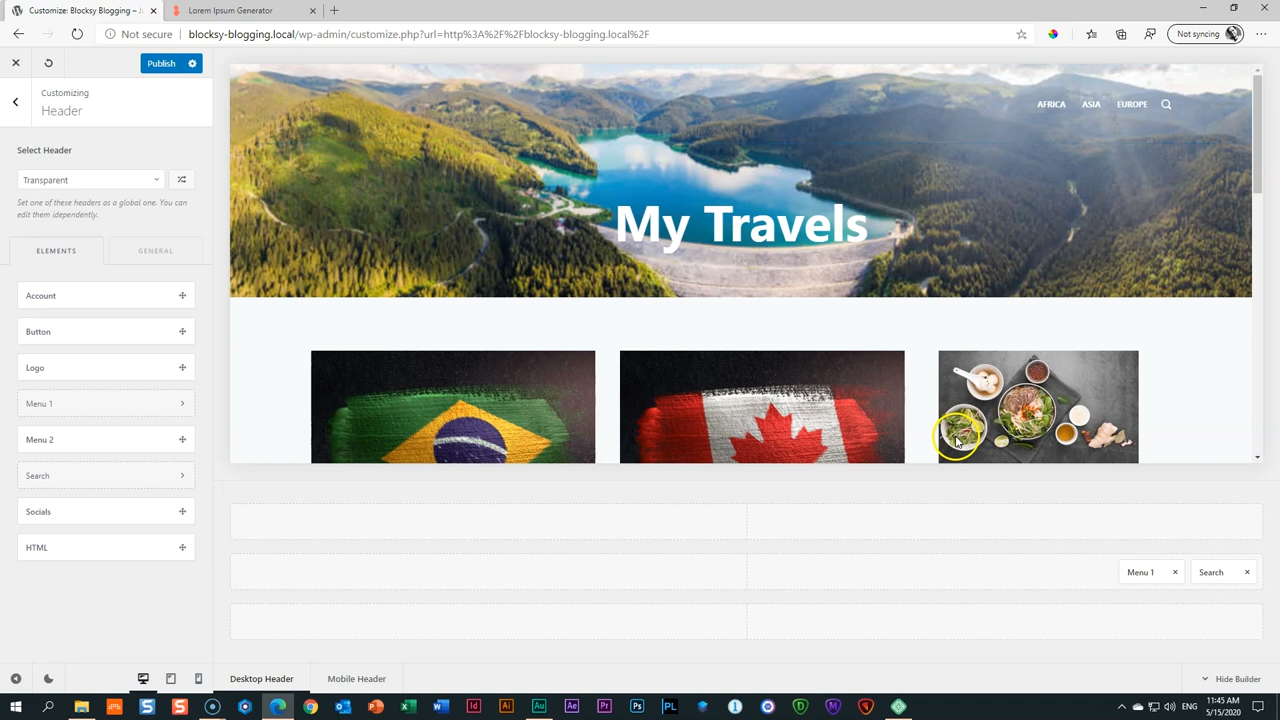 Customize: Blocksy Blogging – Ju
Lorem Ipsum Generator
Not secure
blocksy-blogging.local/wp-admin/customize.php?url=http%3A%2F%2Fblocksy-blogging.local%2F
Not syncing
Publish
Customizing
Header
Select Header
Transparent
Set one of these headers as a global one. You can
edit them idependently.
ELEMENTS
GENERAL
Account
Button
Logo
Menu 1
Menu 2
Search
Socials
HTML
AFRICA
ASIA
EUROPE
My Travels
Menu 1
Search
Desktop Header
Mobile Header
Hide Builder
ENG
11:45 AM
5/15/2020